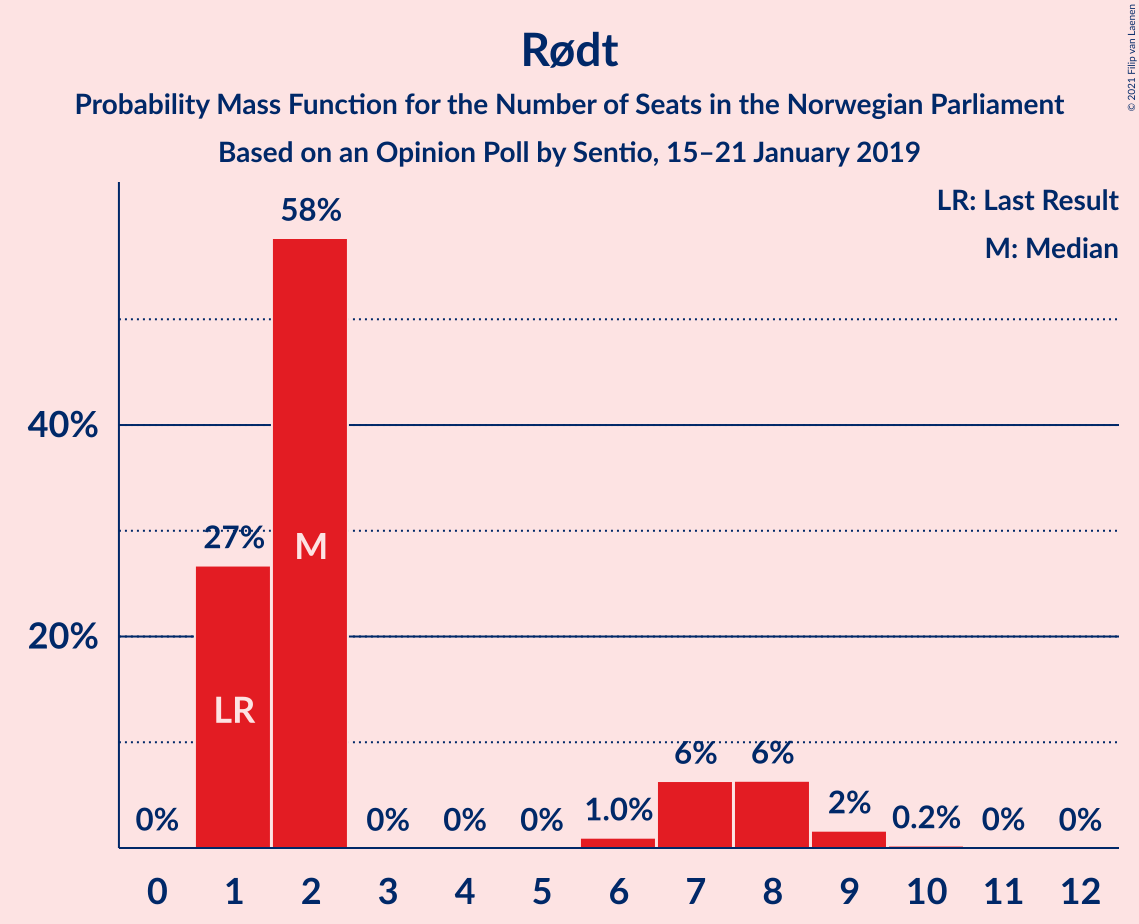 Rødt
Probability Mass Function for the Number of Seats in the Norwegian Parliament
Based on an Opinion Poll by Sentio, 15–21 January 2019
© 2021 Filip van Laenen
LR: Last Result
M: Median
58%
40%
27%
M
20%
LR
6% 6%
0% 0% 0% 0% 1.0% 2% 0.2% 0% 0%
0 1 2 3 4 5 6 7 8 9 10 11 12